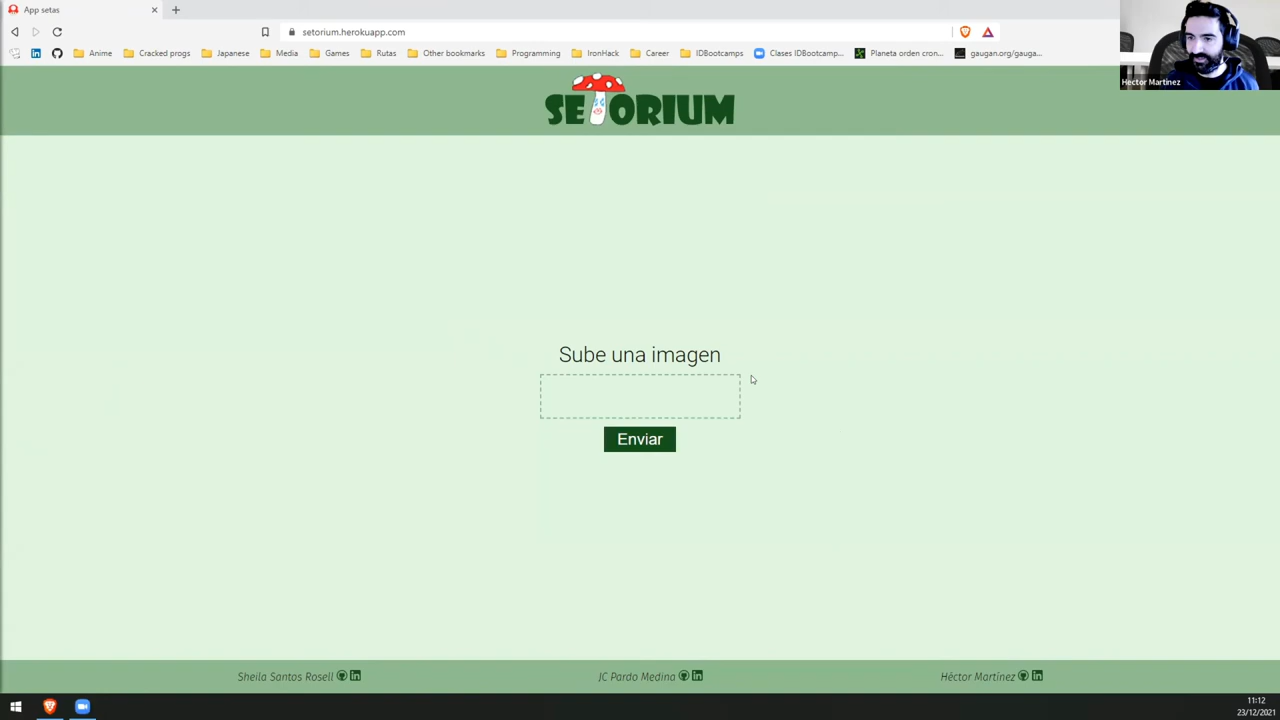 App setas
setorium.herokuapp.com
Anime Cracked progs Japanese Media Games Rutas Other bookmarks Programming IronHack Career IDBootcamps Clases IDBootcamp... Planeta orden cron... gaugan.org/gauga...
Hector Martinez
SETORIUM
Sube una imagen
Enviar
Sheila Santos Rosell JC Pardo Medina Héctor Martínez
11:12
23/12/2021